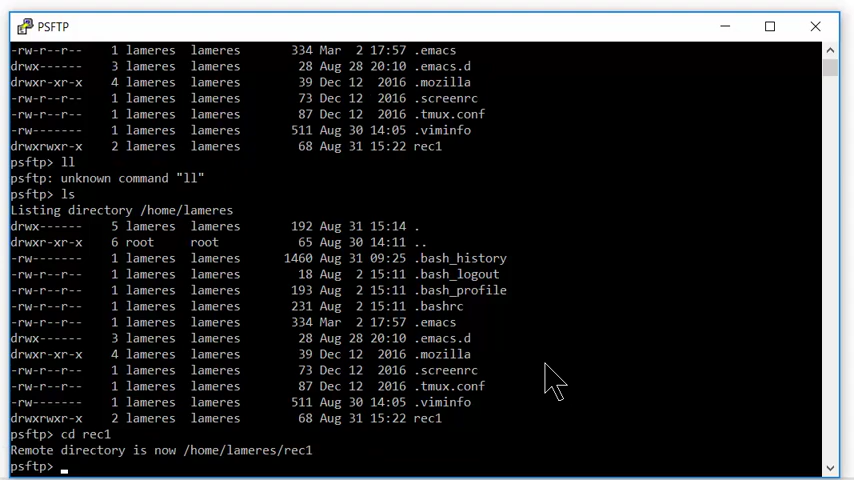 PSFTP
-rw-r--r--    1 lameres  lameres       334 Mar  2 17:57 .emacs
drwx------    3 lameres  lameres        28 Aug 28 20:10 .emacs.d
drwxr-xr-x    4 lameres  lameres        39 Dec 12  2016 .mozilla
-rw-r--r--    1 lameres  lameres        73 Dec 12  2016 .screenrc
-rw-r--r--    1 lameres  lameres        87 Dec 12  2016 .tmux.conf
-rw-------    1 lameres  lameres       511 Aug 30 14:05 .viminfo
drwxrwxr-x    2 lameres  lameres        68 Aug 31 15:22 rec1
psftp> ll
psftp: unknown command "ll"
psftp> ls
Listing directory /home/lameres
drwx------    5 lameres  lameres       192 Aug 31 15:14 .
drwxr-xr-x    6 root     root           65 Aug 30 14:11 ..
-rw-------    1 lameres  lameres      1460 Aug 31 09:25 .bash_history
-rw-r--r--    1 lameres  lameres        18 Aug  2 15:11 .bash_logout
-rw-r--r--    1 lameres  lameres       193 Aug  2 15:11 .bash_profile
-rw-r--r--    1 lameres  lameres       231 Aug  2 15:11 .bashrc
-rw-r--r--    1 lameres  lameres       334 Mar  2 17:57 .emacs
drwx------    3 lameres  lameres        28 Aug 28 20:10 .emacs.d
drwxr-xr-x    4 lameres  lameres        39 Dec 12  2016 .mozilla
-rw-r--r--    1 lameres  lameres        73 Dec 12  2016 .screenrc
-rw-r--r--    1 lameres  lameres        87 Dec 12  2016 .tmux.conf
-rw-------    1 lameres  lameres       511 Aug 30 14:05 .viminfo
drwxrwxr-x    2 lameres  lameres        68 Aug 31 15:22 rec1
psftp> cd rec1
Remote directory is now /home/lameres/rec1
psftp>